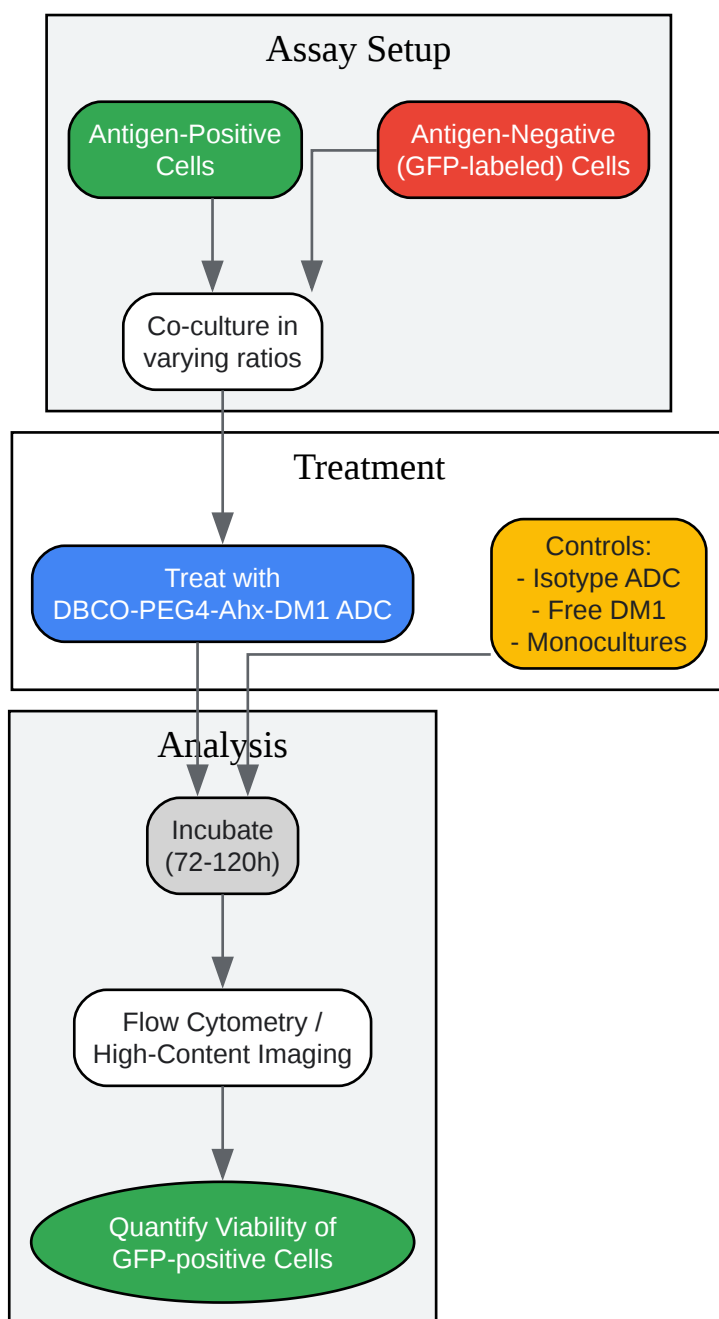 Assay Setup
Antigen-Positive
Cells
Antigen-Negative
(GFP-labeled) Cells
Co-culture in
varying ratios
Treatment
Treat with
DBCO-PEG4-Ahx-DM1 ADC
Controls:
- Isotype ADC
- Free DM1
- Monocultures
Analysis
Incubate
(72-120h)
Flow Cytometry /
High-Content Imaging
Quantify Viability of
GFP-positive Cells